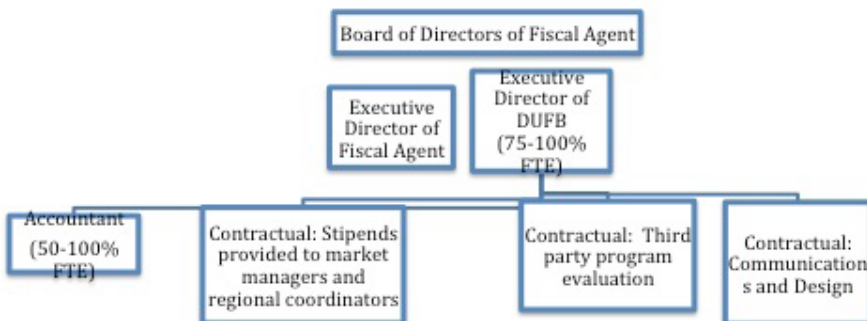 Board of Directors of Fiscal Agent
Executive
Director of
Fiscal Agent
Executive
Director of
DUFB
(75-100%
FTE)
Accountant
(50-100%
FTE)
Contractual: Stipends
provided to market
managers and
regional coordinators
Contractual: Third
party program
evaluation
Contractual:
Communication
s and Design